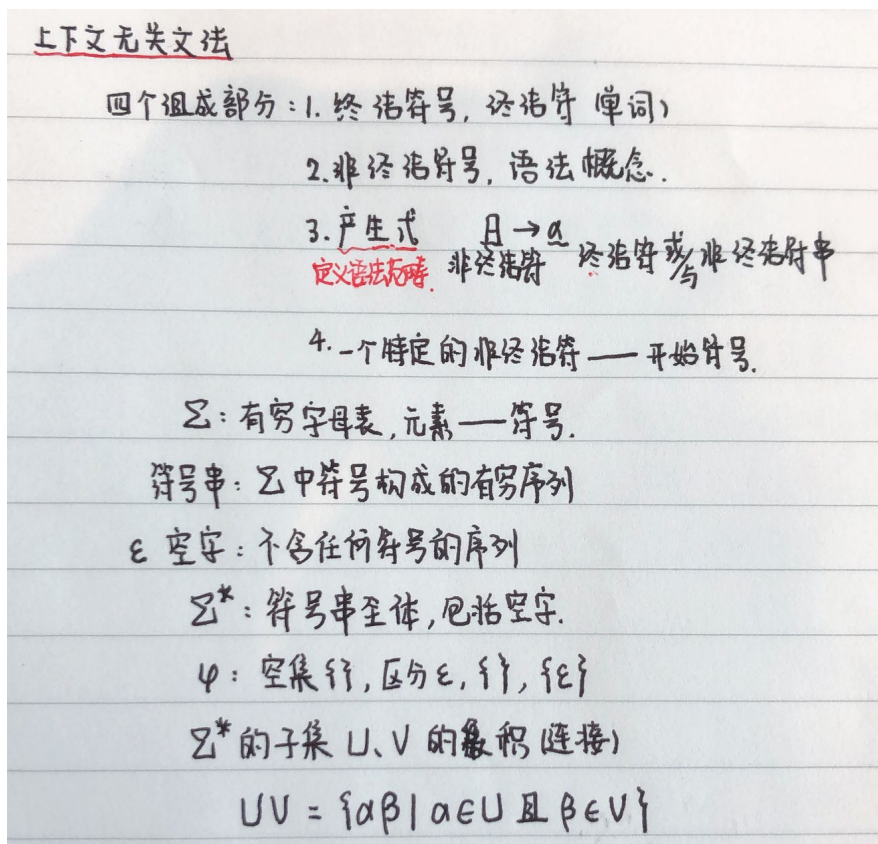 上下文无关文法
四个组成部分:1.终结符号,终结符(单词)
2.非终结符号,语法概念.
3.产生式 A→α
定义语法范畴. 非终结符 终结符或/与非终结符串
4.一个特定的非终结符——开始符号.
Σ:有穷字母表,元素——符号.
符号串:Σ中符号构成的有穷序列
ε 空字:不含任何符号的序列
Σ*:符号串全体,包括空字.
φ:空集{},区分ε,{},{ε}
Σ*的子集 U、V 的积(连接)
UV = {αβ | α∈U 且 β∈V}